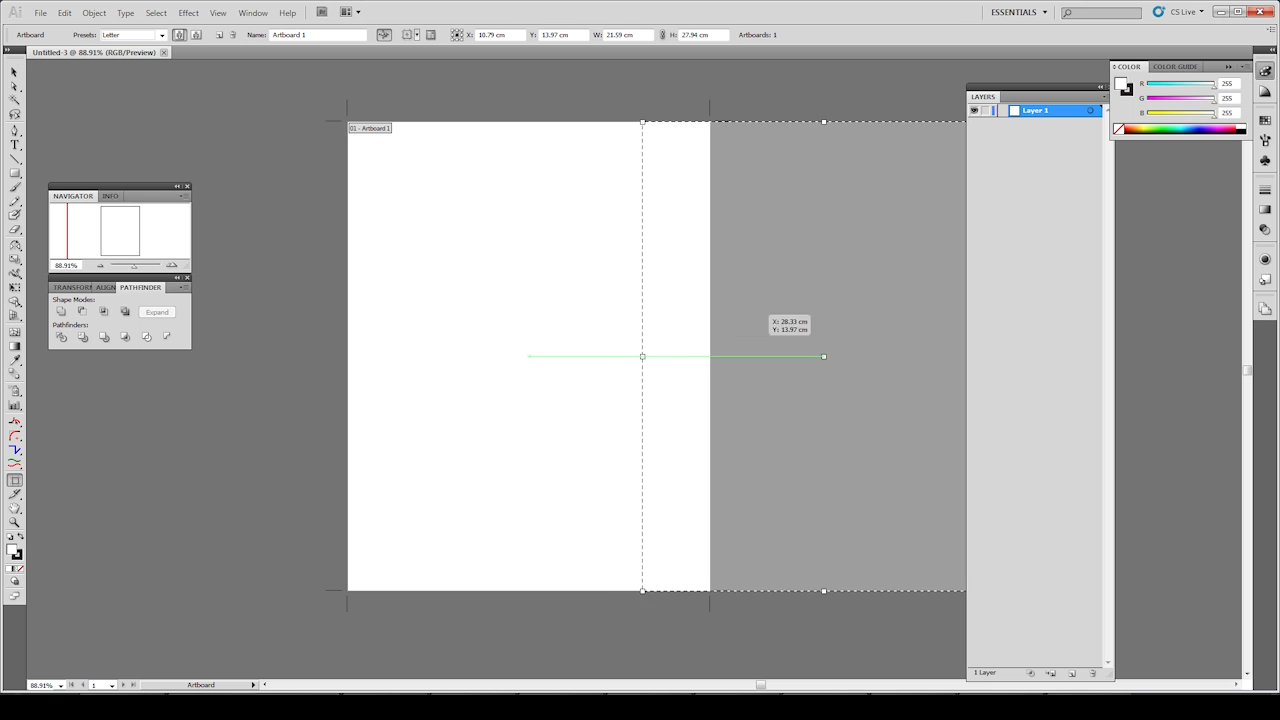 Ai File Edit Object Type Select Effect View Window Help Br ESSENTIALS CS Live
Artboard Presets: Letter Name: Artboard 1 X: 10.79 cm Y: 13.97 cm W: 21.59 cm H: 27.94 cm Artboards: 1
Untitled-3 @ 88.91% (RGB/Preview)
COLOR COLOR GUIDE
R 255
G 255
B 255
LAYERS
Layer 1
01 - Artboard 1
NAVIGATOR INFO
88.91%
TRANSFORM ALIGN PATHFINDER
Shape Modes:
Expand
Pathfinders:
X: 28.33 cm
Y: 13.97 cm
T
1 Layer
88.91% 1 Artboard